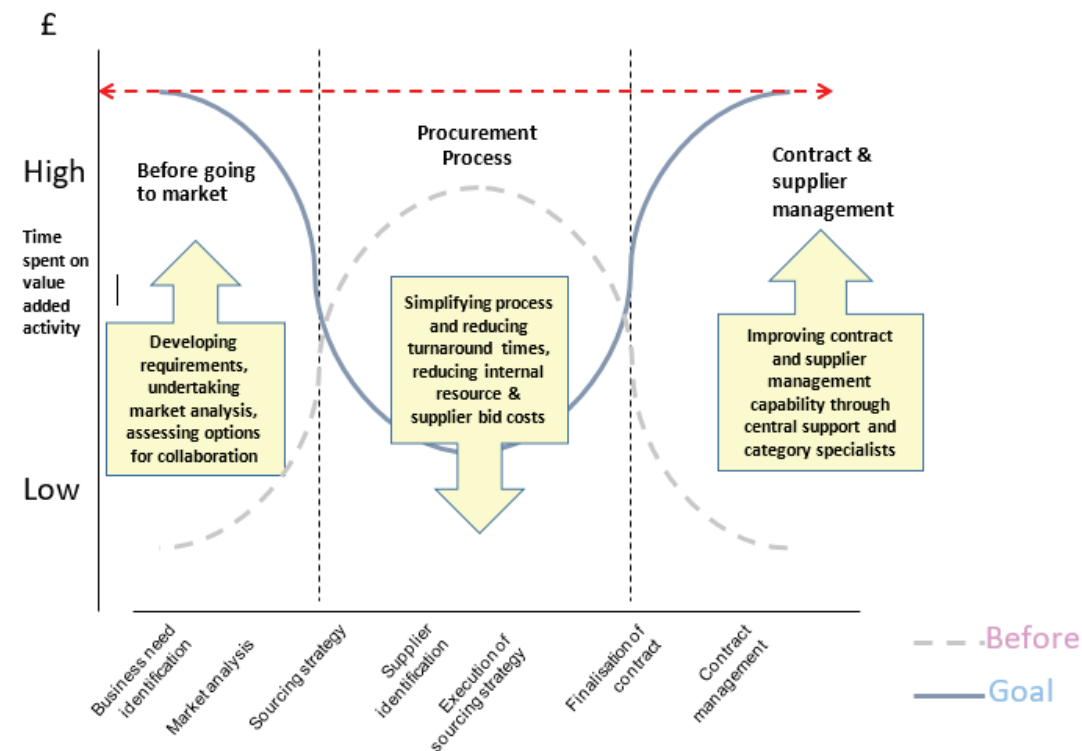 £
High
Time
spent on
value
added
activity
Low
Before going
to market
Procurement
Process
Contract &
supplier
management
Developing
requirements,
undertaking
market analysis,
assessing options
for collaboration
Simplifying process
and reducing
turnaround times,
reducing internal
resource &
supplier bid costs
Improving contract
and supplier
management
capability through
central support and
category specialists
Business need
identification
Market analysis
Sourcing strategy
Supplier
identification
Execution of
sourcing strategy
Finalisation of
contract
Contract
management
Before
Goal